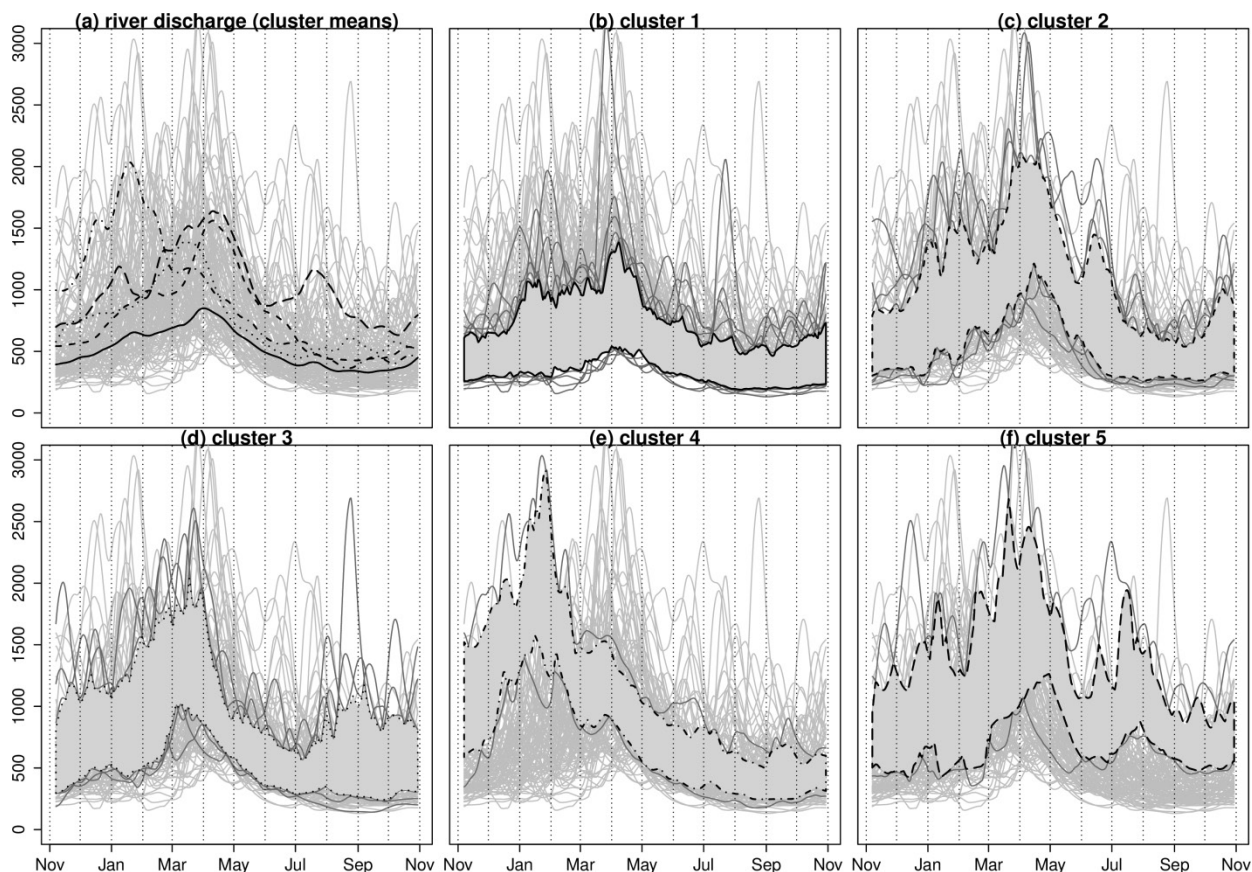 (a) river discharge (cluster means)
(b) cluster 1
(c) cluster 2
3000
2500
2000
1500
1000
500
0
(d) cluster 3
(e) cluster 4
(f) cluster 5
3000
2500
2000
1500
1000
500
0
Nov Jan Mar May Jul Sep Nov
Nov Jan Mar May Jul Sep Nov
Nov Jan Mar May Jul Sep Nov